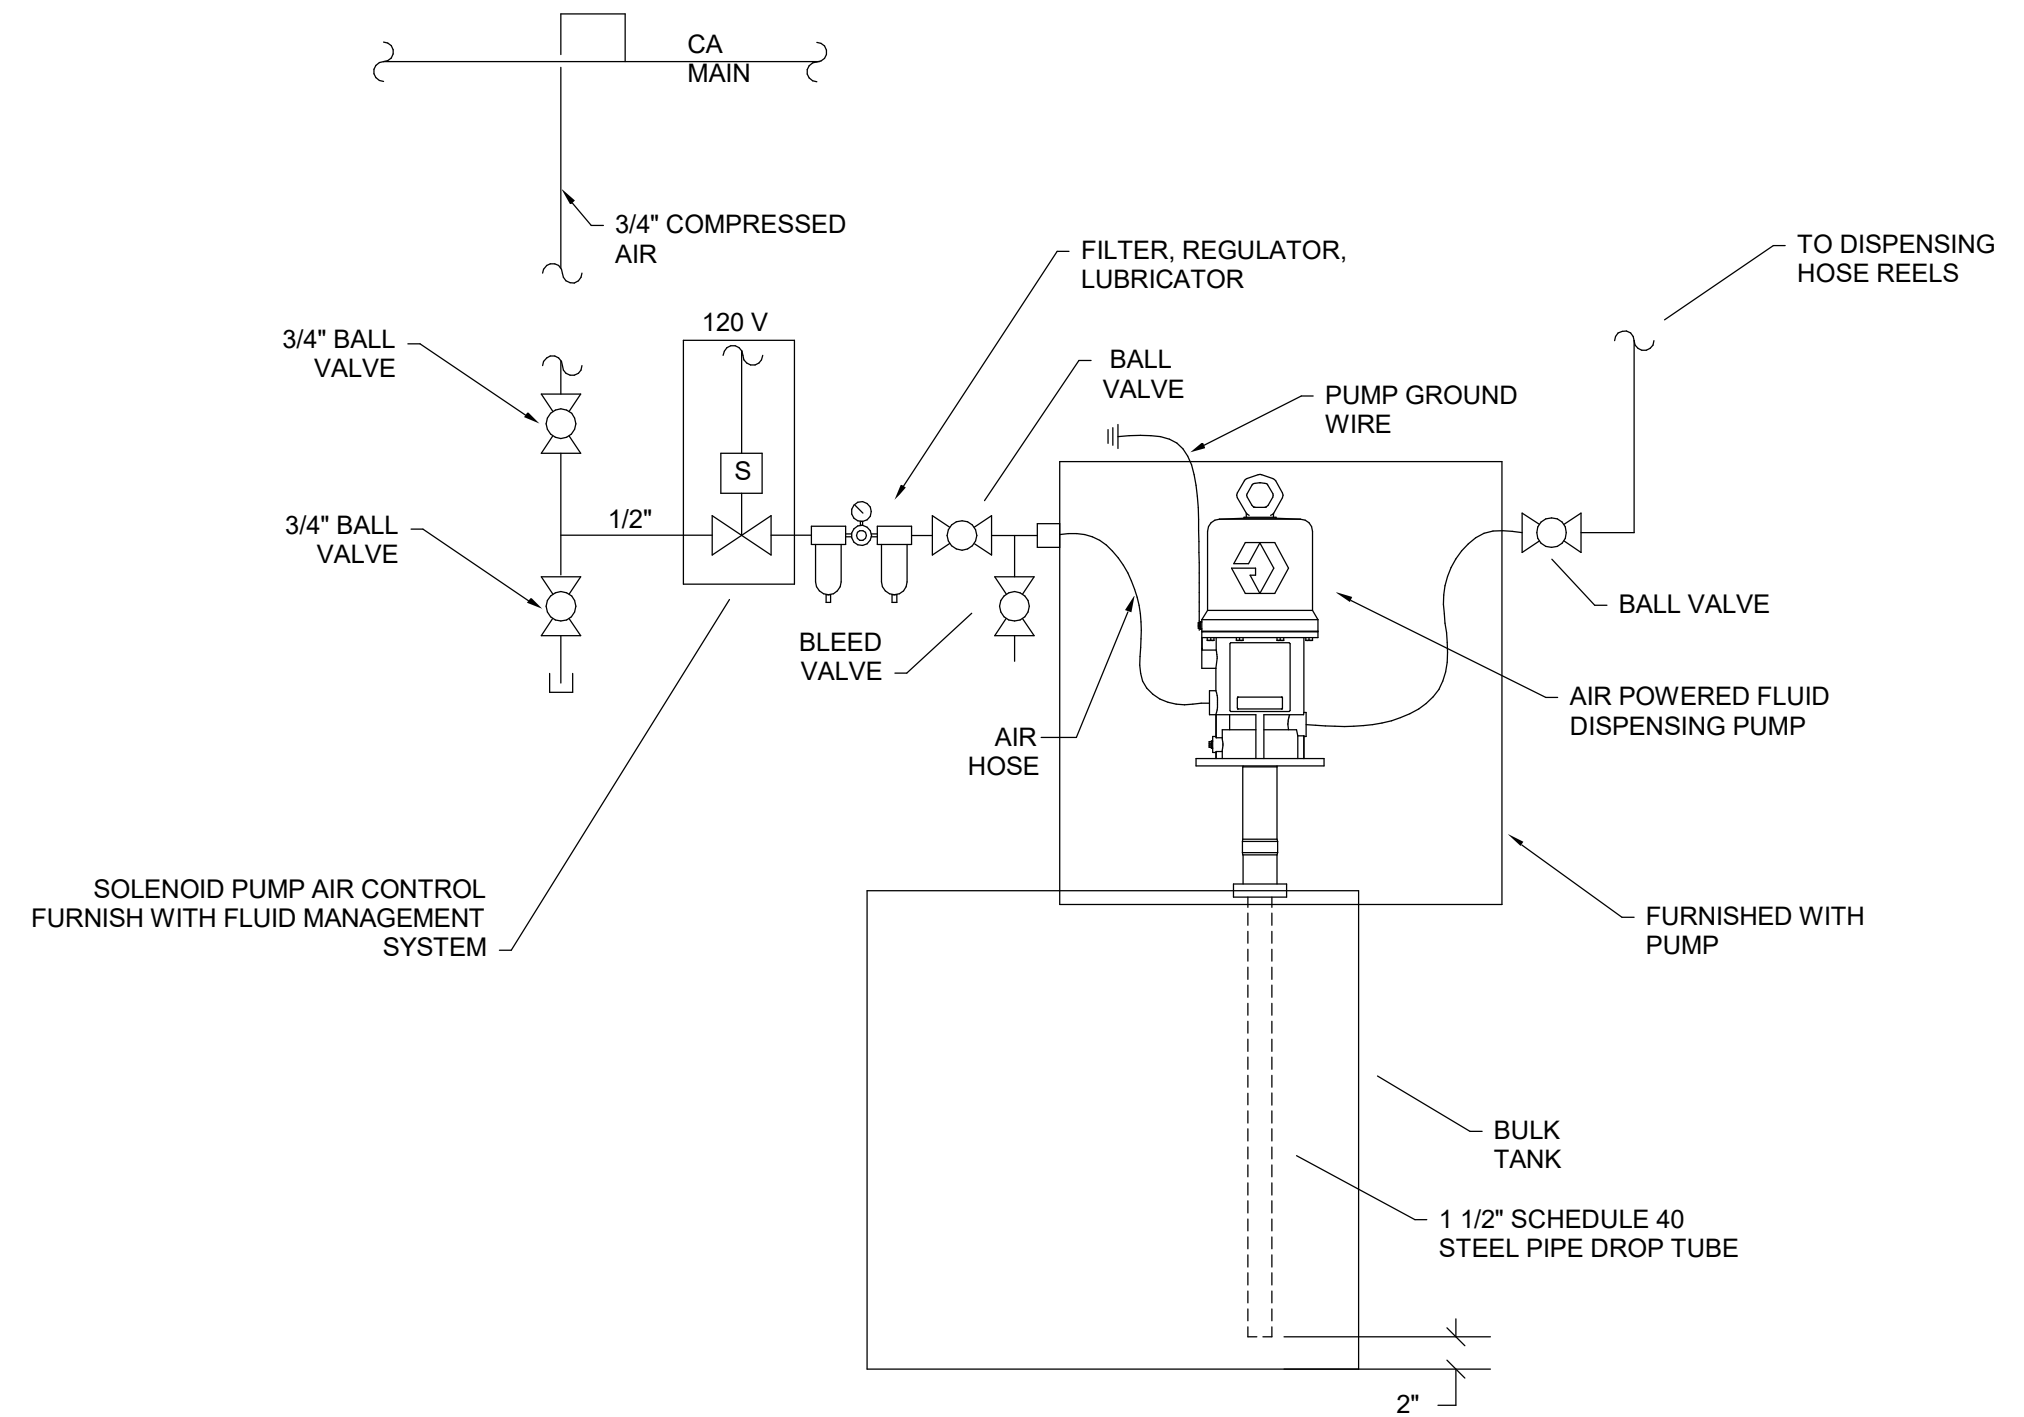 CA
MAIN
3/4" COMPRESSED
AIR
FILTER, REGULATOR,
LUBRICATOR
TO DISPENSING
HOSE REELS
120 V
3/4" BALL
VALVE
BALL
VALVE
PUMP GROUND
WIRE
S
1/2"
3/4" BALL
VALVE
BALL VALVE
BLEED
VALVE
AIR POWERED FLUID
DISPENSING PUMP
AIR
HOSE
SOLENOID PUMP AIR CONTROL
FURNISH WITH FLUID MANAGEMENT
SYSTEM
FURNISHED WITH
PUMP
BULK
TANK
1 1/2" SCHEDULE 40
STEEL PIPE DROP TUBE
2"